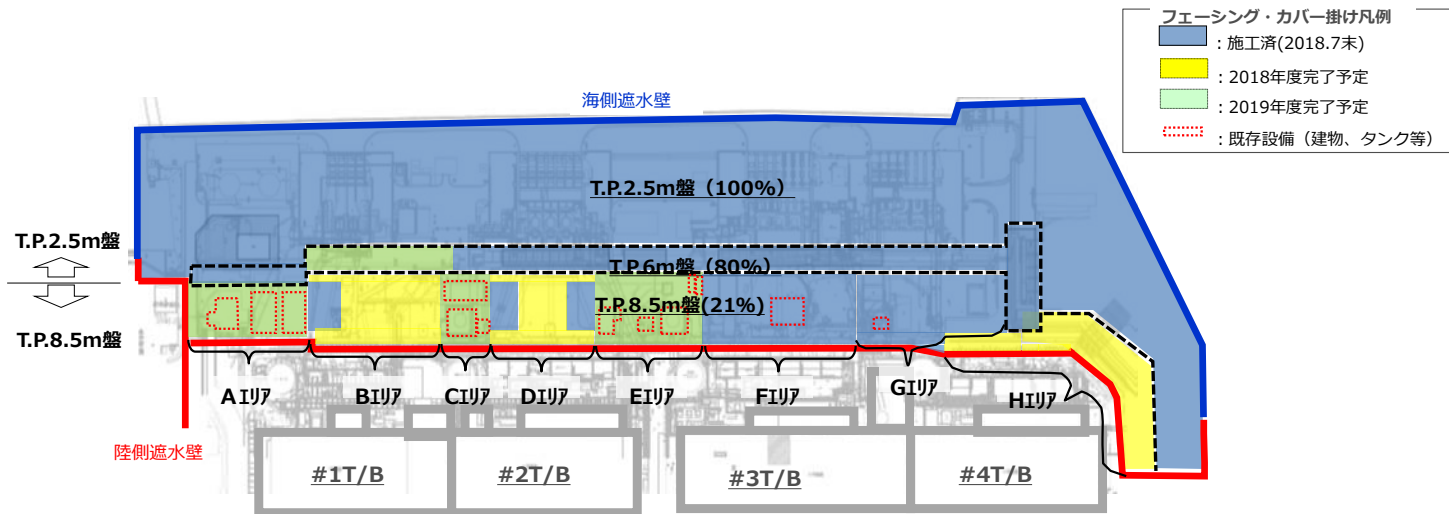 フェーシング・カバー掛け凡例
：施工済(2018.7末)
：2018年度完了予定
：2019年度完了予定
：既存設備（建物、タンク等）
海側遮水壁
T.P.2.5m盤（100%）
T.P.2.5m盤
T.P.6m盤（80%）
T.P.8.5m盤(21%)
T.P.8.5m盤
Aｴﾘｱ
Bｴﾘｱ
Cｴﾘｱ
Dｴﾘｱ
Eｴﾘｱ
Fｴﾘｱ
Gｴﾘｱ
Hｴﾘｱ
陸側遮水壁
#1T/B
#2T/B
#3T/B
#4T/B